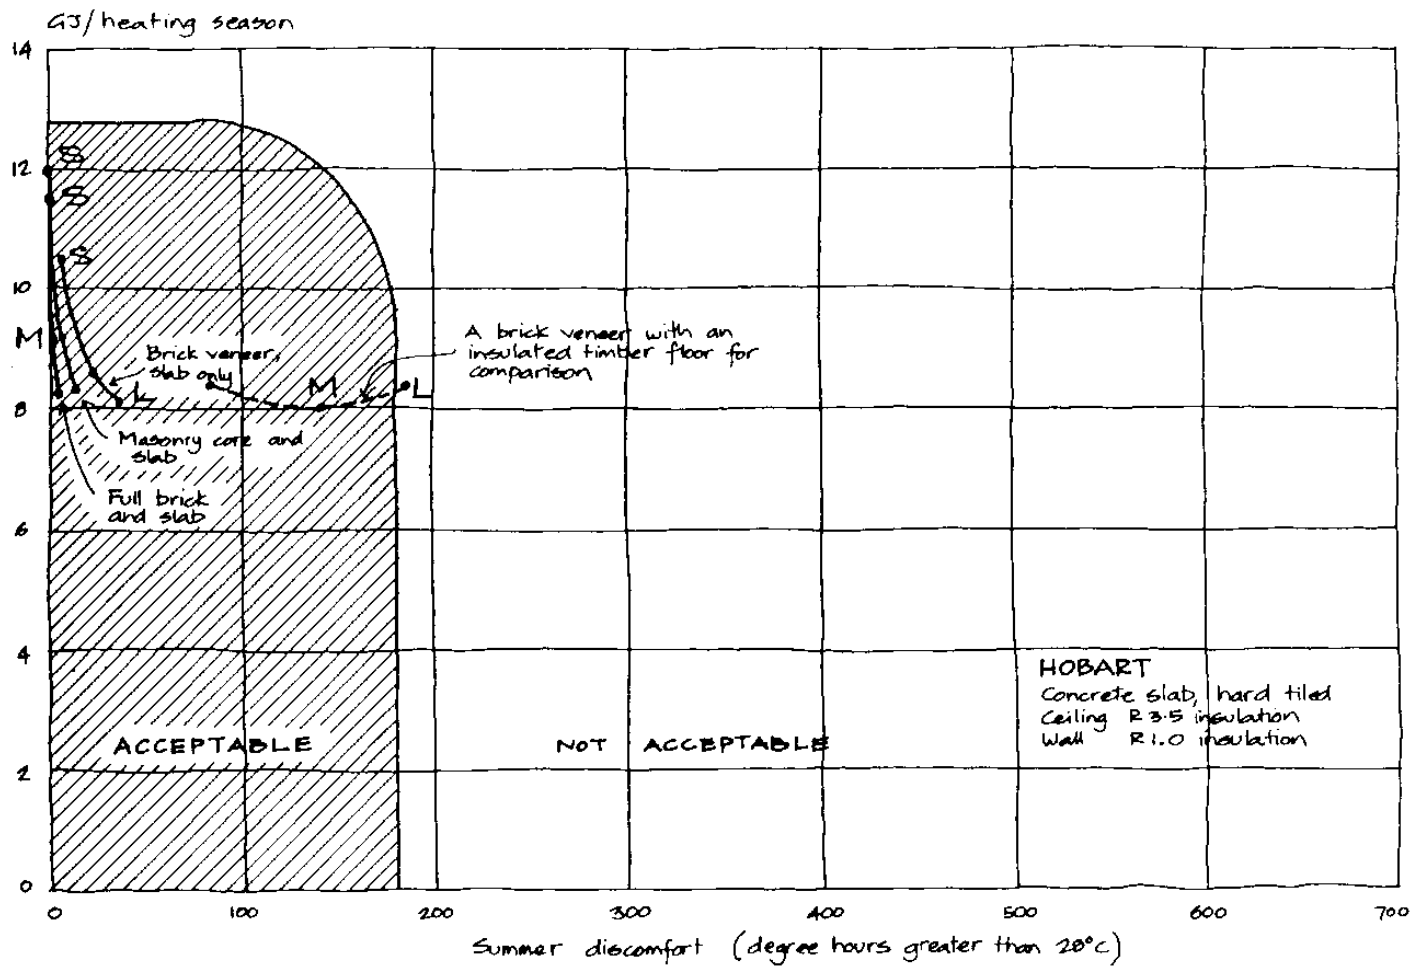 GJ/heating season
14
12
10
8
6
4
2
0
S
S
S
M
Brick veneer,
slab only
L
M
L
A brick veneer with an
insulated timber floor for
comparison
Masonry core and
slab
Full brick
and slab
ACCEPTABLE
NOT ACCEPTABLE
HOBART
Concrete slab, hard tiled
Ceiling R 3.5 insulation
Wall R 1.0 insulation
0 100 200 300 400 500 600 700
Summer discomfort (degree hours greater than 28°C)